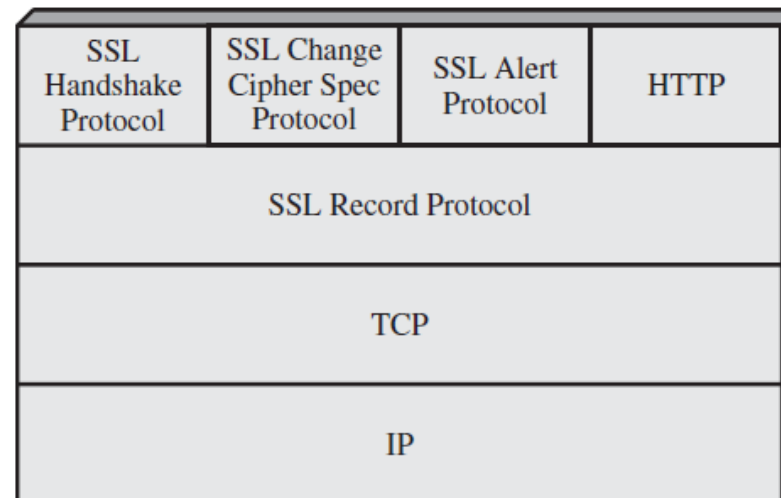 SSL
Handshake
Protocol
SSL Change
Cipher Spec
Protocol
SSL Alert
Protocol
HTTP
SSL Record Protocol
TCP
IP